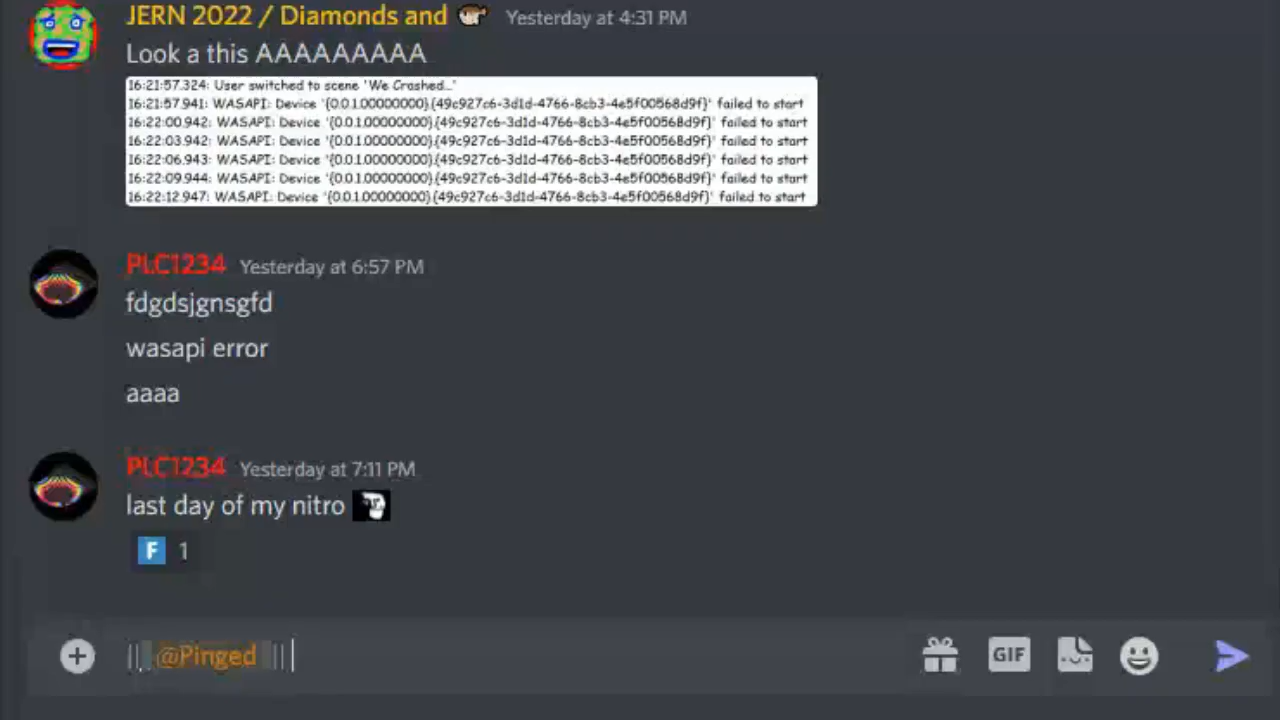 JERN 2022 / Diamonds and
Yesterday at 4:31 PM
Look a this AAAAAAAAA
16:21:57.324: User switched to scene 'We Crashed...'
16:21:57.941: WASAPI: Device '{0.0.1.00000000}.{49c927c6-3d1d-4766-8cb3-4e5f00568d9f}' failed to start
16:22:00.942: WASAPI: Device '{0.0.1.00000000}.{49c927c6-3d1d-4766-8cb3-4e5f00568d9f}' failed to start
16:22:03.942: WASAPI: Device '{0.0.1.00000000}.{49c927c6-3d1d-4766-8cb3-4e5f00568d9f}' failed to start
16:22:06.943: WASAPI: Device '{0.0.1.00000000}.{49c927c6-3d1d-4766-8cb3-4e5f00568d9f}' failed to start
16:22:09.944: WASAPI: Device '{0.0.1.00000000}.{49c927c6-3d1d-4766-8cb3-4e5f00568d9f}' failed to start
16:22:12.947: WASAPI: Device '{0.0.1.00000000}.{49c927c6-3d1d-4766-8cb3-4e5f00568d9f}' failed to start
PLC1234 Yesterday at 6:57 PM
fdgdsjgnsgfd
wasapi error
aaaa
PLC1234 Yesterday at 7:11 PM
last day of my nitro
F 1
|| @Pinged ||
GIF